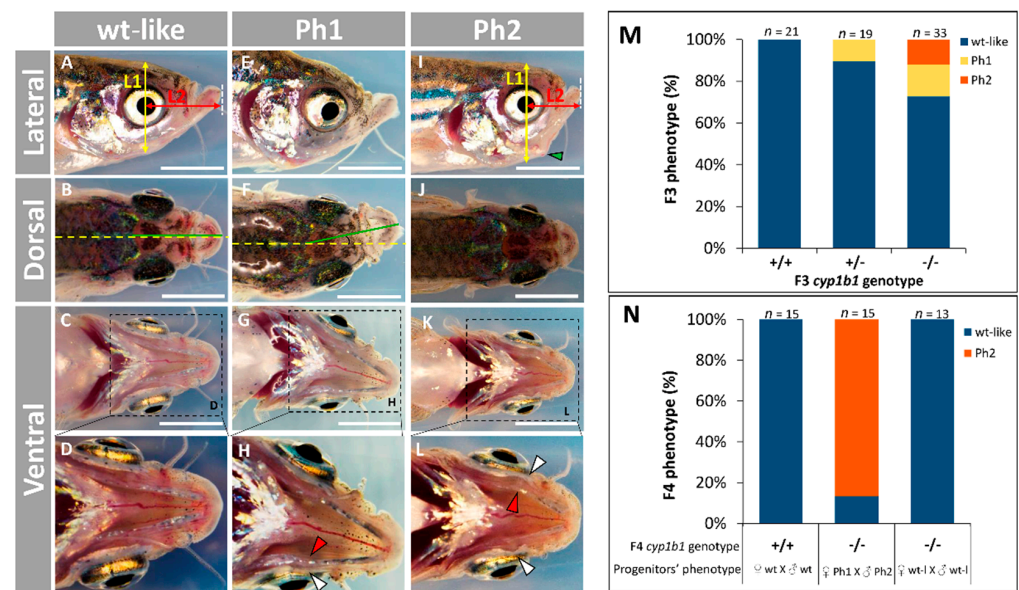 wt-like
Ph1
Ph2
Lateral
Dorsal
Ventral
A
L1
L2
E
I
L1
L2
B
F
J
C
D
G
H
K
L
D
H
L
M
n = 21
n = 19
n = 33
100%
80%
60%
40%
20%
0%
F3 phenotype (%)
+/+
+/-
-/-
F3 cyp1b1 genotype
wt-like
Ph1
Ph2
N
n = 15
n = 15
n = 13
100%
80%
60%
40%
20%
0%
F4 phenotype (%)
wt-like
Ph2
F4 cyp1b1 genotype
+/+
-/-
-/-
Progenitors' phenotype
♀ wt X ♂ wt
♀ Ph1 X ♂ Ph2
♀ wt-l X ♂ wt-l